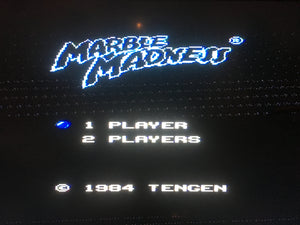 MARBLE
MADNESS®
1 PLAYER
2 PLAYERS
© 1984 TENGEN